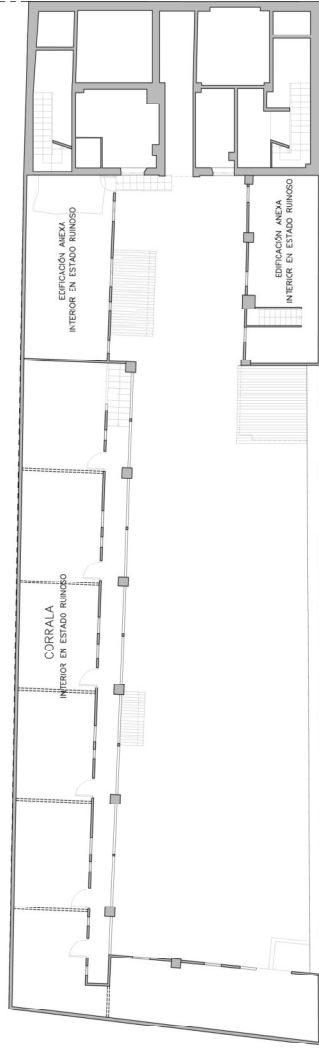 EDIFICACIÓN ANEXA
INTERIOR EN ESTADO RUINOSO
EDIFICACIÓN ANEXA
INTERIOR EN ESTADO RUINOSO
CORRALA
INTERIOR EN ESTADO RUINOSO